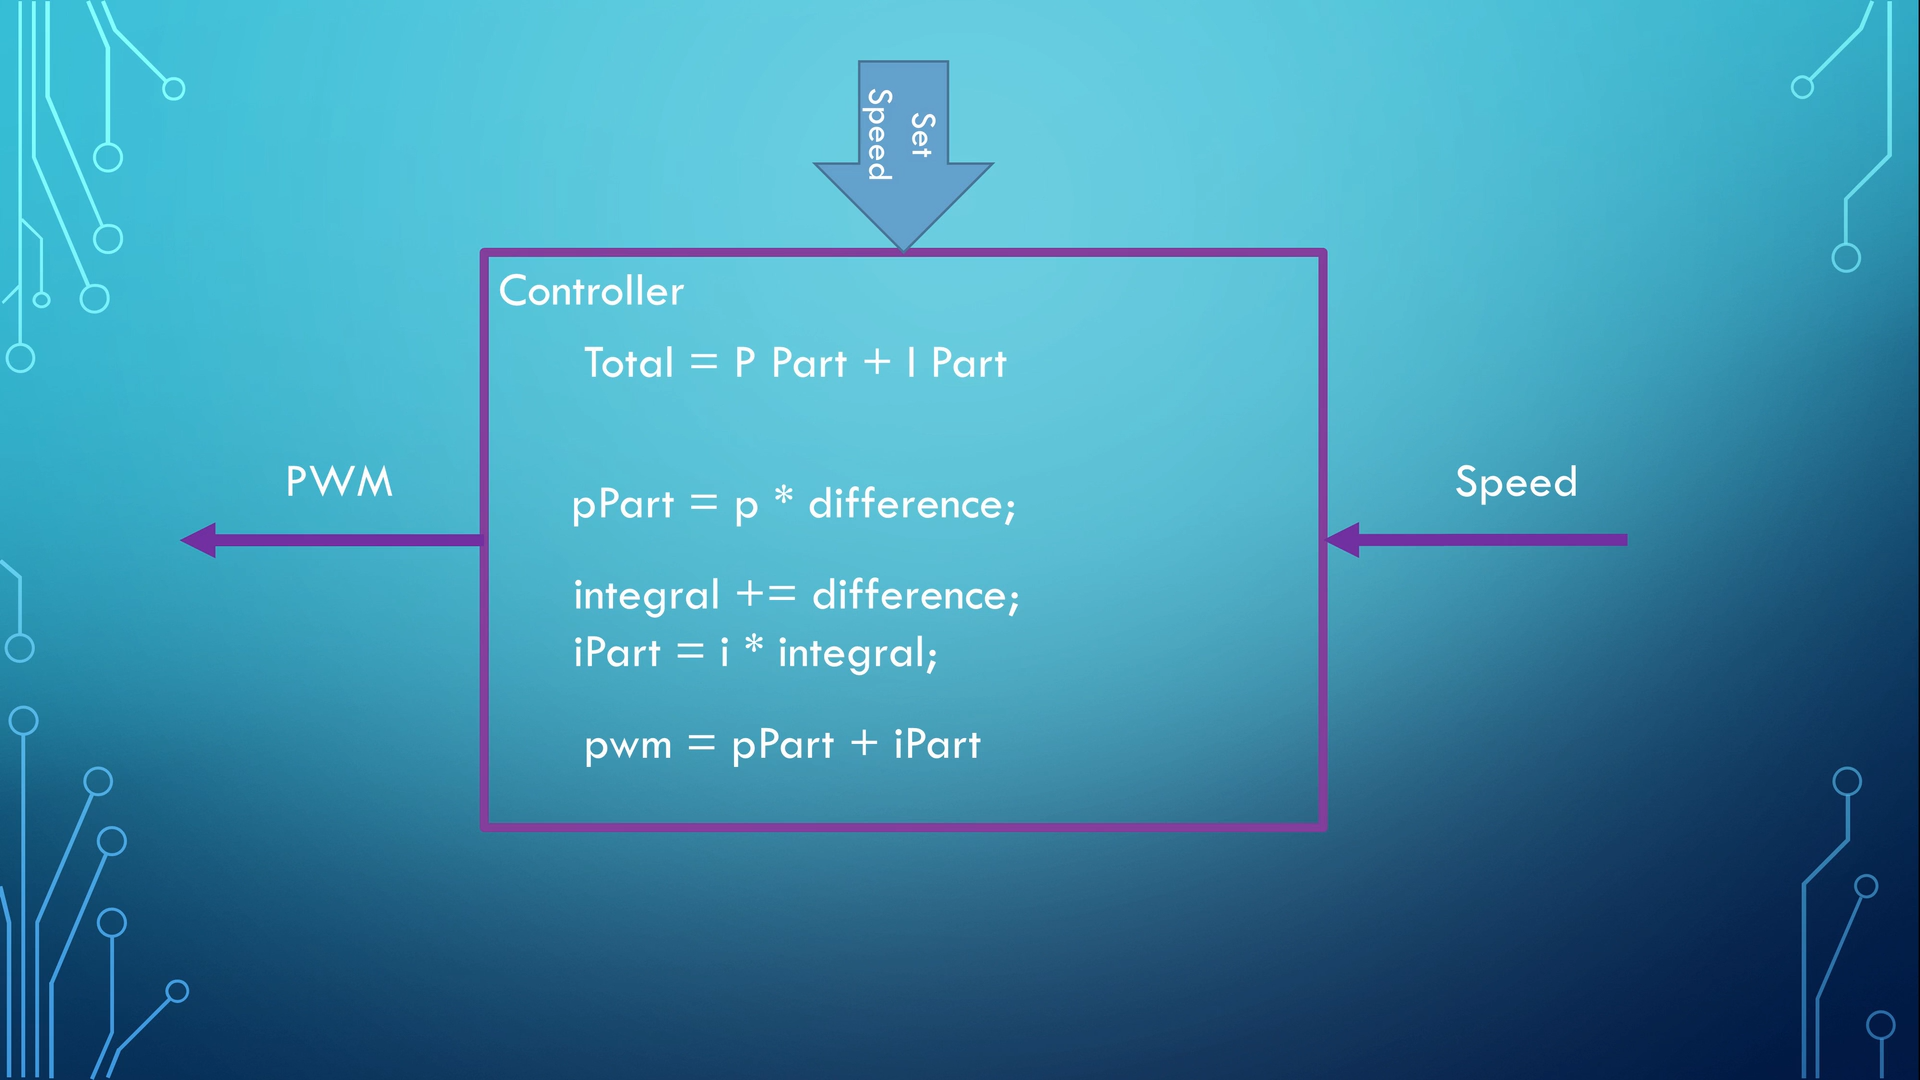 Set
Speed
Controller
Total = P Part + I Part
PWM
Speed
pPart = p * difference;
integral += difference;
iPart = i * integral;
pwm = pPart + iPart